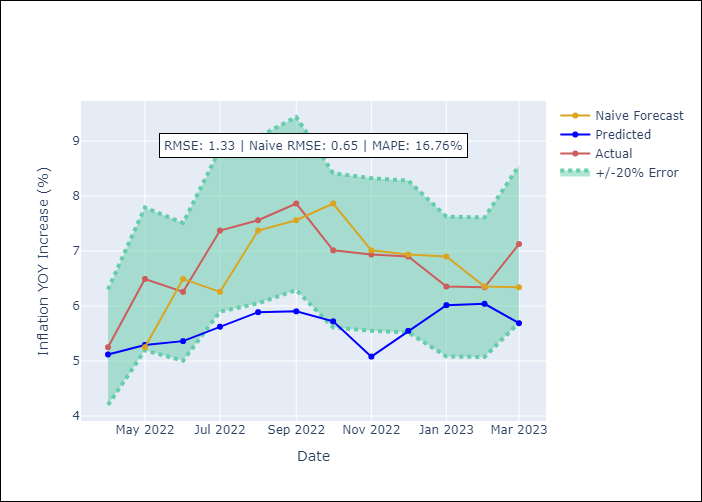 RMSE: 1.33 | Naive RMSE: 0.65 | MAPE: 16.76%
Naive Forecast
Predicted
Actual
+/-20% Error
9
8
7
6
5
4
Inflation YOY Increase (%)
May 2022
Jul 2022
Sep 2022
Nov 2022
Jan 2023
Mar 2023
Date